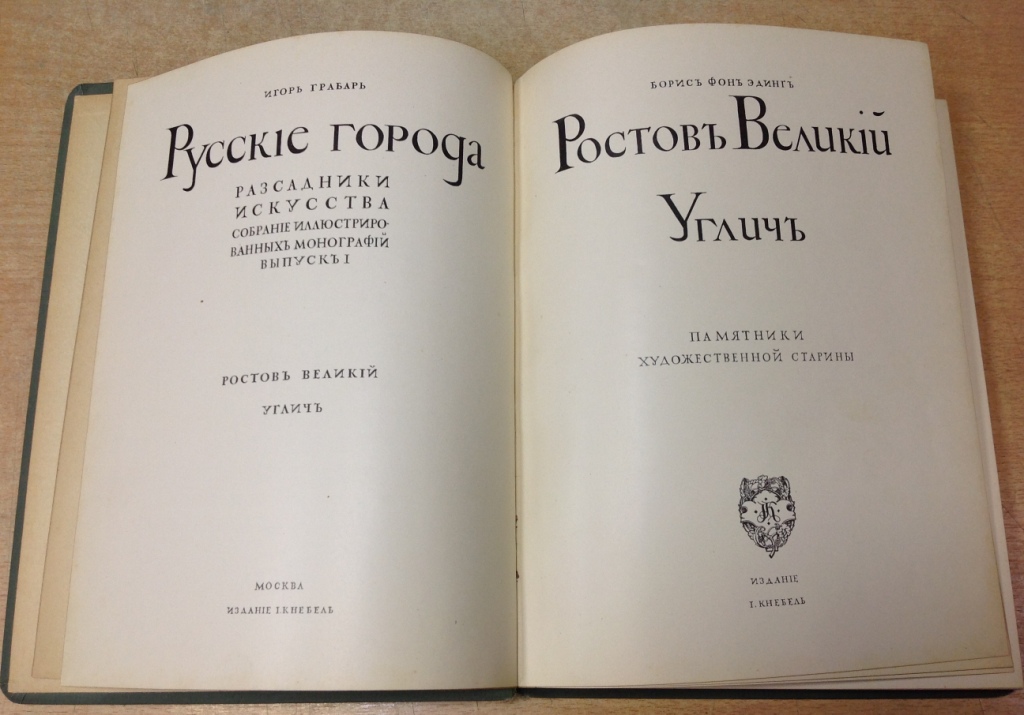 ИГОРЬ ГРАБАРЬ
РУССКІЕ ГОРОДА
РАЗСАДНИКИ
ИСКУССТВА
СОБРАНІЕ ИЛЛЮСТРИРО-
ВАННЫХЪ МОНОГРАФІЙ
ВЫПУСКЪ I
РОСТОВЪ ВЕЛИКІЙ
УГЛИЧЪ
МОСКВА
ИЗДАНІЕ І. КНЕБЕЛЬ
БОРИСЪ ФОНЪ ЭДИНГЪ
РОСТОВЪ ВЕЛИКІЙ
УГЛИЧЪ
ПАМЯТНИКИ
ХУДОЖЕСТВЕННОЙ СТАРИНЫ
ИЗДАНІЕ
І. КНЕБЕЛЬ